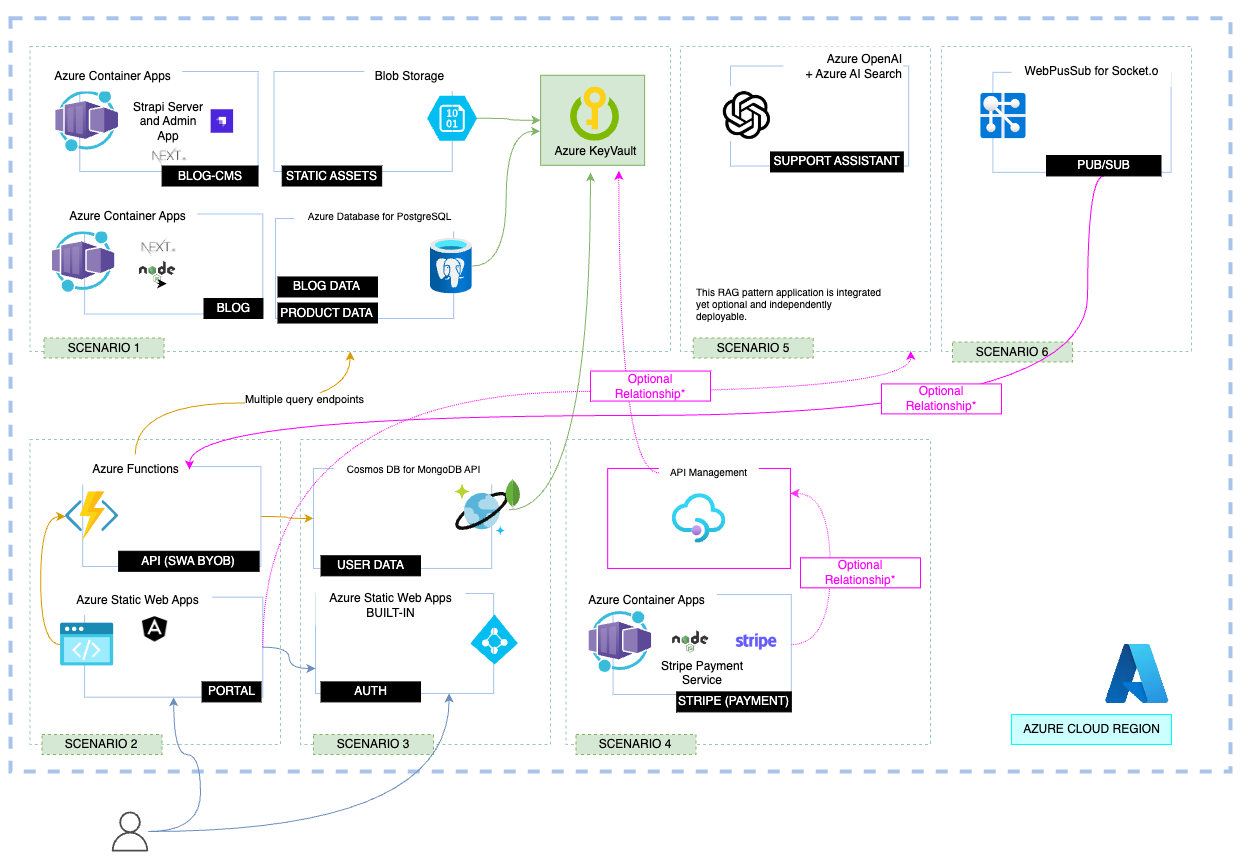 Azure Container Apps
Strapi Server
and Admin
App
NEXT.JS
BLOG-CMS
Blob Storage
10
01
STATIC ASSETS
Azure KeyVault
Azure Container Apps
NEXT.JS
node
JS
BLOG
Azure Database for PostgreSQL
BLOG DATA
PRODUCT DATA
SCENARIO 1
Azure OpenAI
+ Azure AI Search
SUPPORT ASSISTANT
This RAG pattern application is integrated
yet optional and independently
deployable.
SCENARIO 5
WebPusSub for Socket.o
PUB/SUB
SCENARIO 6
Multiple query endpoints
Optional
Relationship*
Optional
Relationship*
Azure Functions
API (SWA BYOB)
Azure Static Web Apps
A
</>
PORTAL
SCENARIO 2
Cosmos DB for MongoDB API
USER DATA
Azure Static Web Apps
BUILT-IN
AUTH
SCENARIO 3
API Management
Optional
Relationship*
Azure Container Apps
node
JS
stripe
Stripe Payment
Service
STRIPE (PAYMENT)
SCENARIO 4
AZURE CLOUD REGION